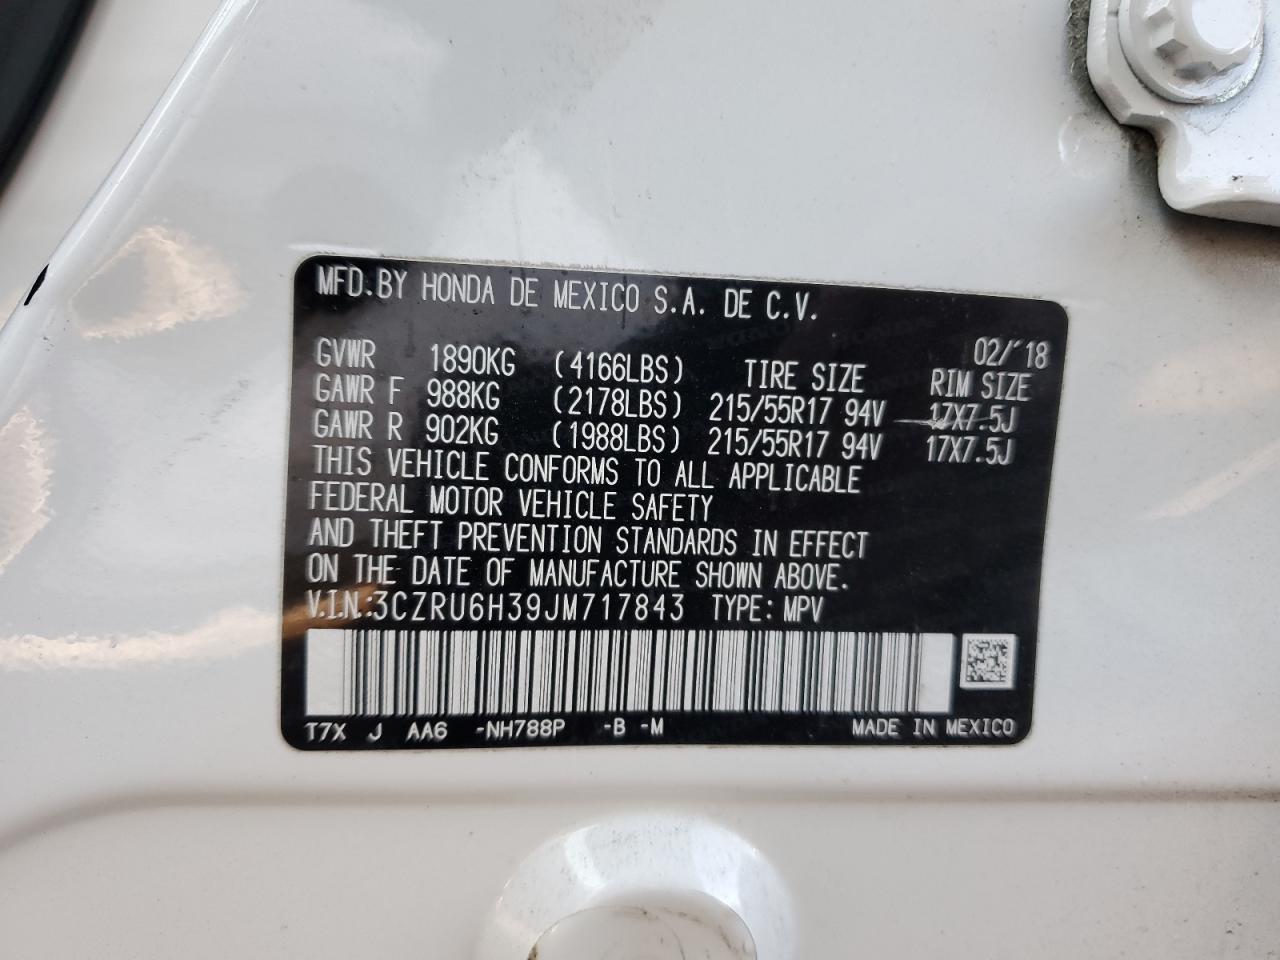 MFD.BY HONDA DE MEXICO S.A. DE C.V.
02/'18
GVWR 1890KG (4166LBS) TIRE SIZE RIM SIZE
GAWR F 988KG (2178LBS) 215/55R17 94V 17X7.5J
GAWR R 902KG (1988LBS) 215/55R17 94V 17X7.5J
THIS VEHICLE CONFORMS TO ALL APPLICABLE
FEDERAL MOTOR VEHICLE SAFETY
AND THEFT PREVENTION STANDARDS IN EFFECT
ON THE DATE OF MANUFACTURE SHOWN ABOVE.
V.I.N.:3CZRU6H39JM717843 TYPE: MPV
T7X J AA6 -NH788P -B -M MADE IN MEXICO